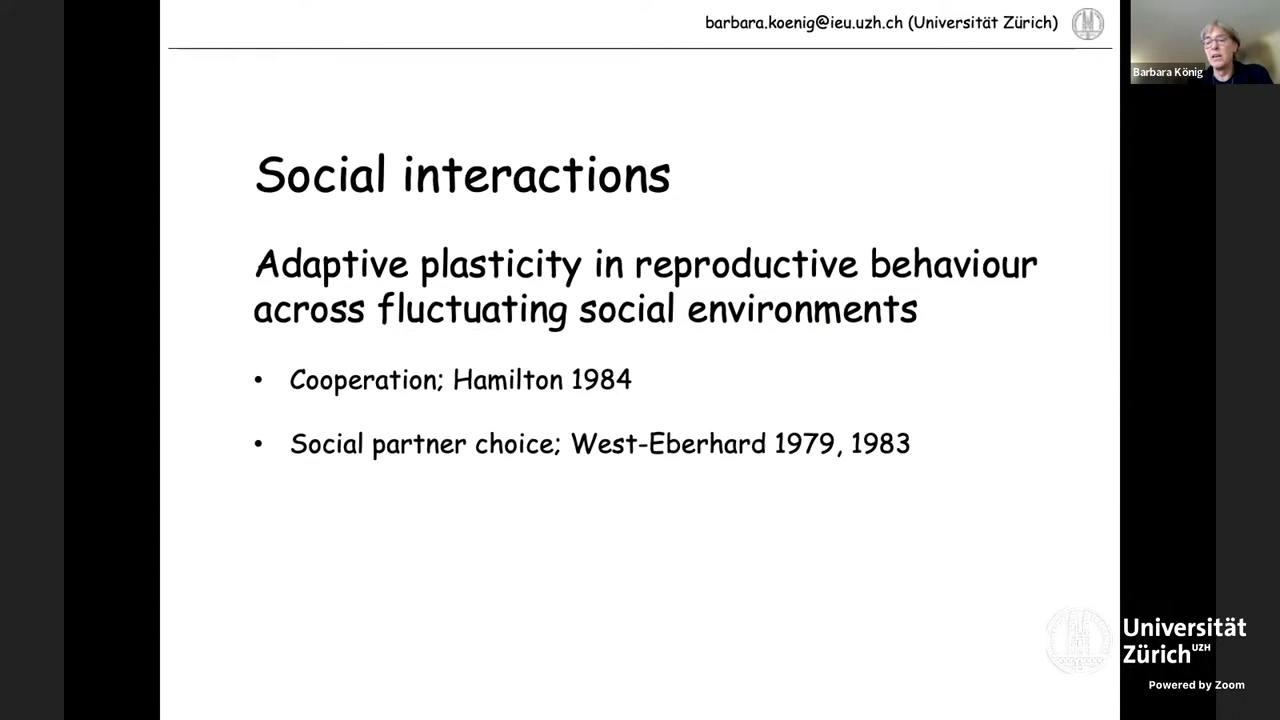 barbara.koenig@ieu.uzh.ch (Universität Zürich)
Barbara König
Social interactions
Adaptive plasticity in reproductive behaviour
across fluctuating social environments
• Cooperation; Hamilton 1984
• Social partner choice; West-Eberhard 1979, 1983
Universität
Zürich UZH
Powered by Zoom